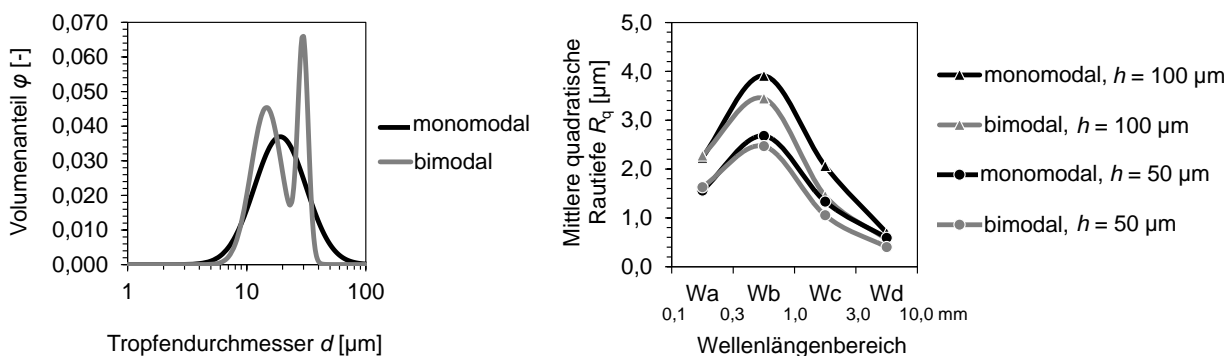 0,070
0,060
0,050
0,040
0,030
0,020
0,010
0,000
Volumenanteil φ [-]
1 10 100
Tropfendurchmesser d [µm]
monomodal
bimodal
5,0
4,0
3,0
2,0
1,0
0,0
Mittlere quadratische
Rautiefe Rq [µm]
Wa Wb Wc Wd
0,1 0,3 1,0 3,0 10,0 mm
Wellenlängenbereich
monomodal, h = 100 µm
bimodal, h = 100 µm
monomodal, h = 50 µm
bimodal, h = 50 µm